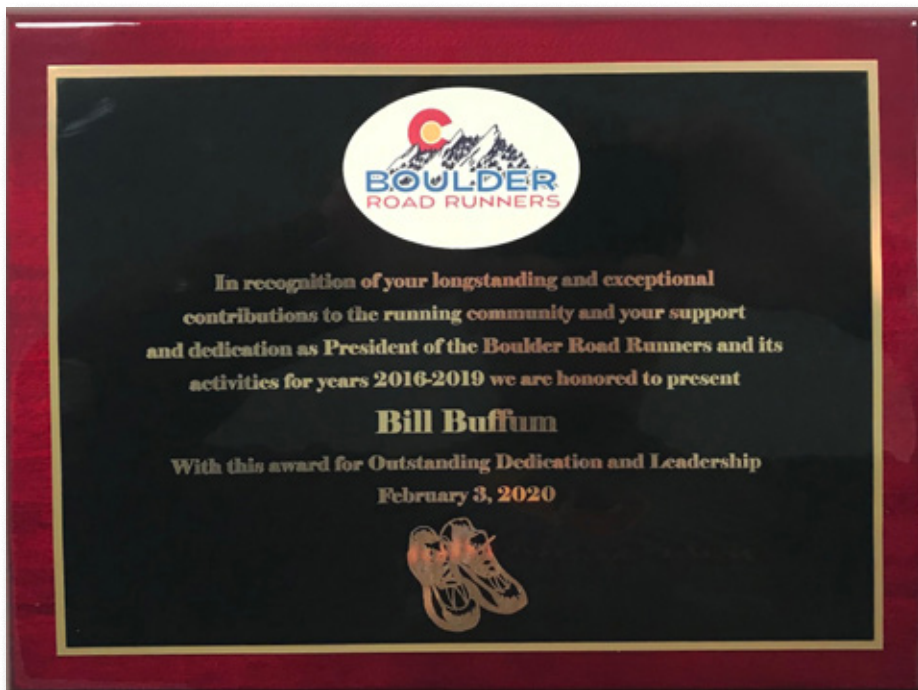 BOULDER
ROAD RUNNERS
In recognition of your longstanding and exceptional
contributions to the running community and your support
and dedication as President of the Boulder Road Runners and its
activities for years 2016-2019 we are honored to present
Bill Buffum
With this award for Outstanding Dedication and Leadership
February 3, 2020